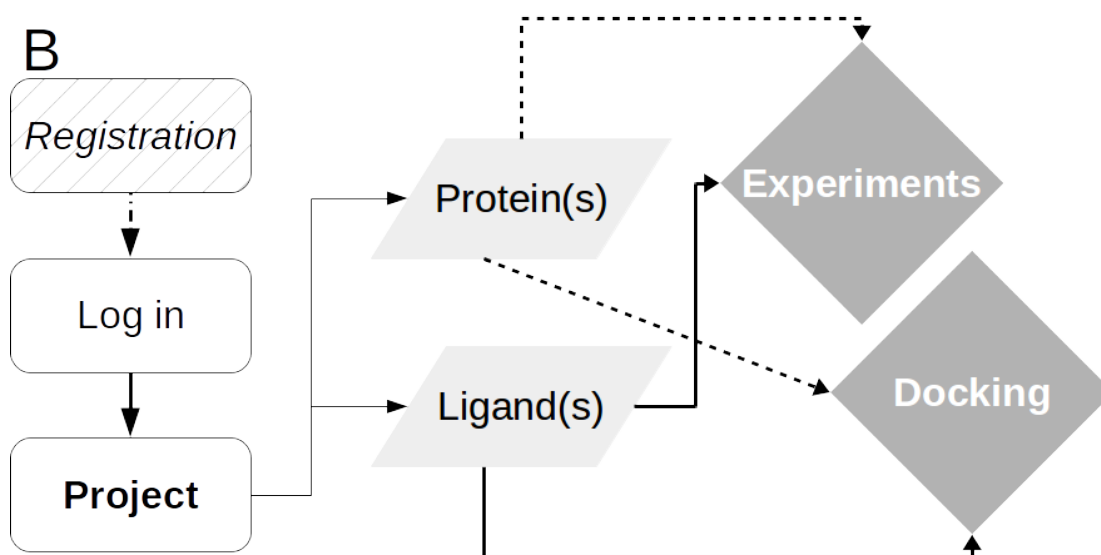 B
Registration
Log in
Project
Protein(s)
Ligand(s)
Experiments
Docking